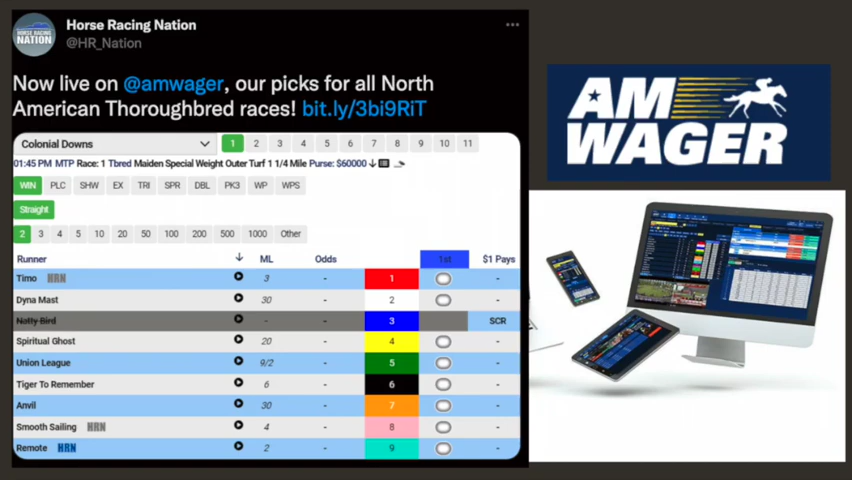 Horse Racing Nation
@HR_Nation
HORSE RACING
NATION
Now live on @amwager, our picks for all North
American Thoroughbred races! bit.ly/3bi9RiT
Colonial Downs 1 2 3 4 5 6 7 8 9 10 11
01:45 PM MTP Race: 1 Tbred Maiden Special Weight Outer Turf 1 1/4 Mile Purse: $60000
WIN PLC SHW EX TRI SPR DBL PK3 WP WPS
Straight
2 3 4 5 10 20 50 100 200 500 1000 Other
Runner ML Odds 1st $1 Pays
Timo HRN 3 - 1 -
Dyna Mast 30 - 2 -
Natty Bird - - 3 SCR
Spiritual Ghost 20 - 4 -
Union League 9/2 - 5 -
Tiger To Remember 6 - 6 -
Anvil 30 - 7 -
Smooth Sailing HRN 4 - 8 -
Remote HRN 2 - 9 -
AM
WAGER